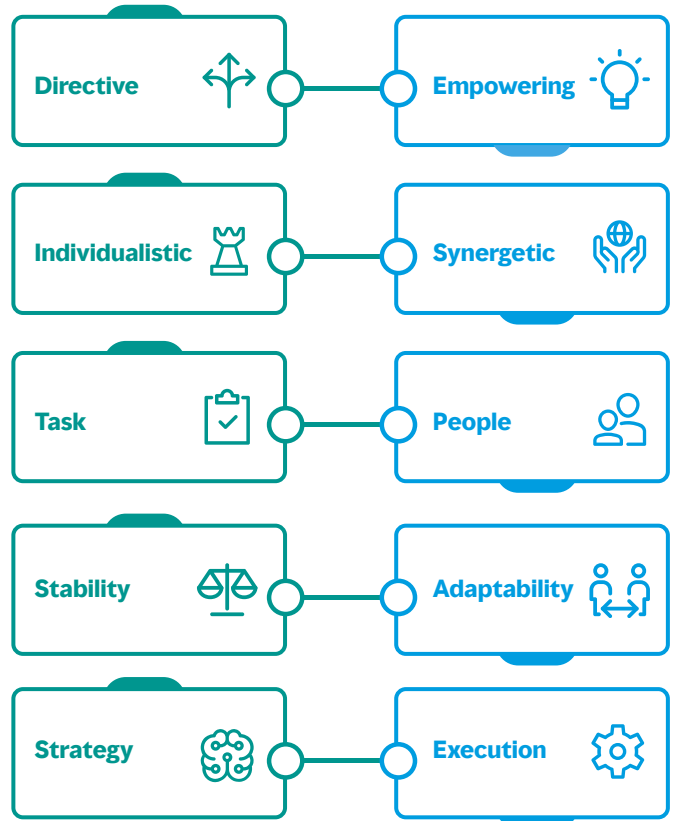 Directive
Empowering
Individualistic
Synergetic
Task
People
Stability
Adaptability
Strategy
Execution